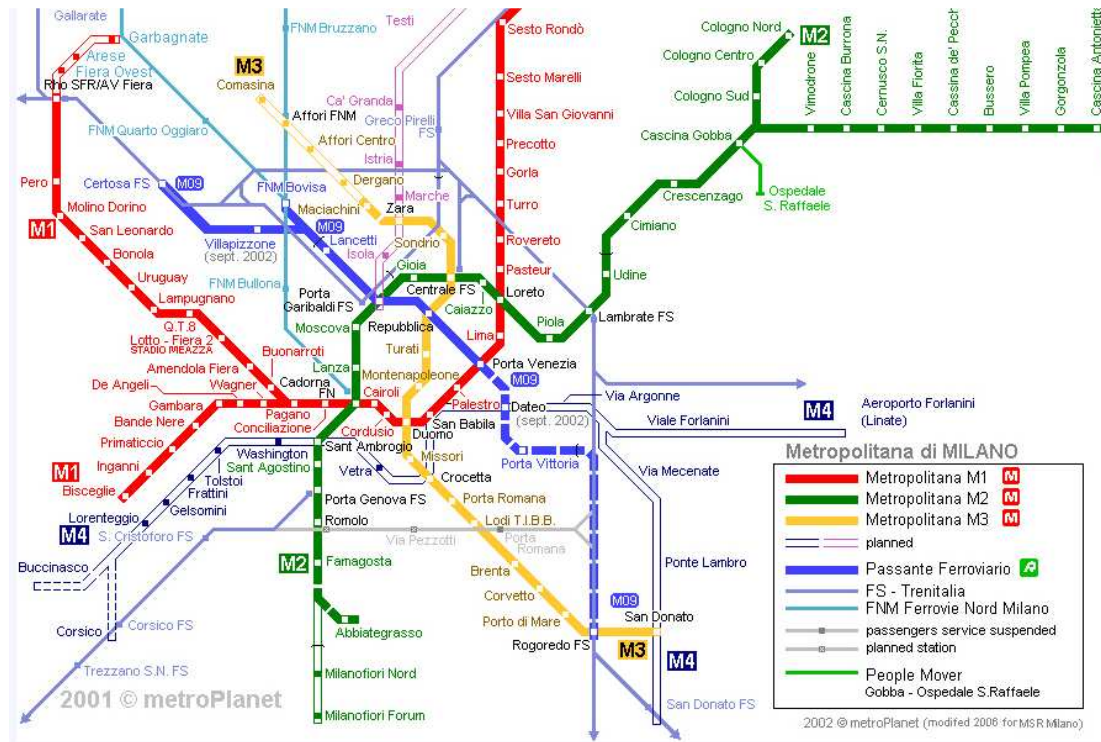 Gallarate
Garbagnate
Arese
Fiera Ovest
Rho SFR/AV Fiera
FNM Bruzzano
Testi
Sesto Rondò
Cologno Nord
M2
Cologno Centro
Cologno Sud
Cascina Gobba
Vimodrone
Cascina Burrona
Cernusco S.N.
Villa Fiorita
Cassina de' Pecch
Bussero
Villa Pompea
Gorgonzola
Cascina Antonietta
M3
Comasina
Affori FNM
Affori Centro
Dergano
Maciachini
Ca' Granda
Greco Pirelli
FS
Istria
Marche
Zara
Sondrio
Isola
Gioia
Sesto Marelli
Villa San Giovanni
Precotto
Gorla
Turro
Rovereto
Pasteur
Loreto
Lima
Crescenzago
Ospedale
S. Raffaele
Cimiano
Udine
Lambrate FS
Piola
Caiazzo
Centrale FS
FNM Quarto Oggiaro
Certosa FS
M09
FNM Bovisa
M09
Lancetti
Villapizzone
(sept. 2002)
FNM Bullona
Porta
Garibaldi FS
Repubblica
Moscova
Turati
Lanza
Montenapoleone
Pero
Molino Dorino
M1
San Leonardo
Bonola
Uruguay
Lampugnano
Q.T.8
Lotto - Fiera 2
STADIO MEAZZA
Amendola Fiera
Buonarroti
Wagner
De Angeli
Gambara
Bande Nere
Primaticcio
Inganni
M1
Bisceglie
Cadorna
FN
Pagano
Conciliazione
Cairoli
Cordusio
Duomo
San Babila
Palestro
Porta Venezia
M09
Dateo
(sept. 2002)
Porta Vittoria
Via Argonne
Viale Forlanini
M4
Aeroporto Forlanini
(Linate)
Via Mecenate
Ponte Lambro
Missori
Crocetta
Vetra
Sant Ambrogio
Washington
Sant Agostino
Tolstoi
Frattini
Gelsomini
Lorenteggio
M4
S. Cristoforo FS
Buccinasco
Corsico
Corsico FS
Trezzano S.N. FS
Porta Genova FS
Romolo
Via Pezzotti
Porta
Romana
M2
Famagosta
Abbiategrasso
Milanofiori Nord
Milanofiori Forum
Porta Romana
Lodi T.I.B.B.
Brenta
Corvetto
Porto di Mare
Rogoredo FS
M09
San Donato
M3
M4
San Donato FS
Metropolitana di MILANO
Metropolitana M1 M
Metropolitana M2 M
Metropolitana M3 M
planned
Passante Ferroviario
FS - Trenitalia
FNM Ferrovie Nord Milano
passengers service suspended
planned station
People Mover
Gobba - Ospedale S.Raffaele
2001 © metroPlanet
2002 @ metroPlanet (modifed 2006 for MSR Milano)